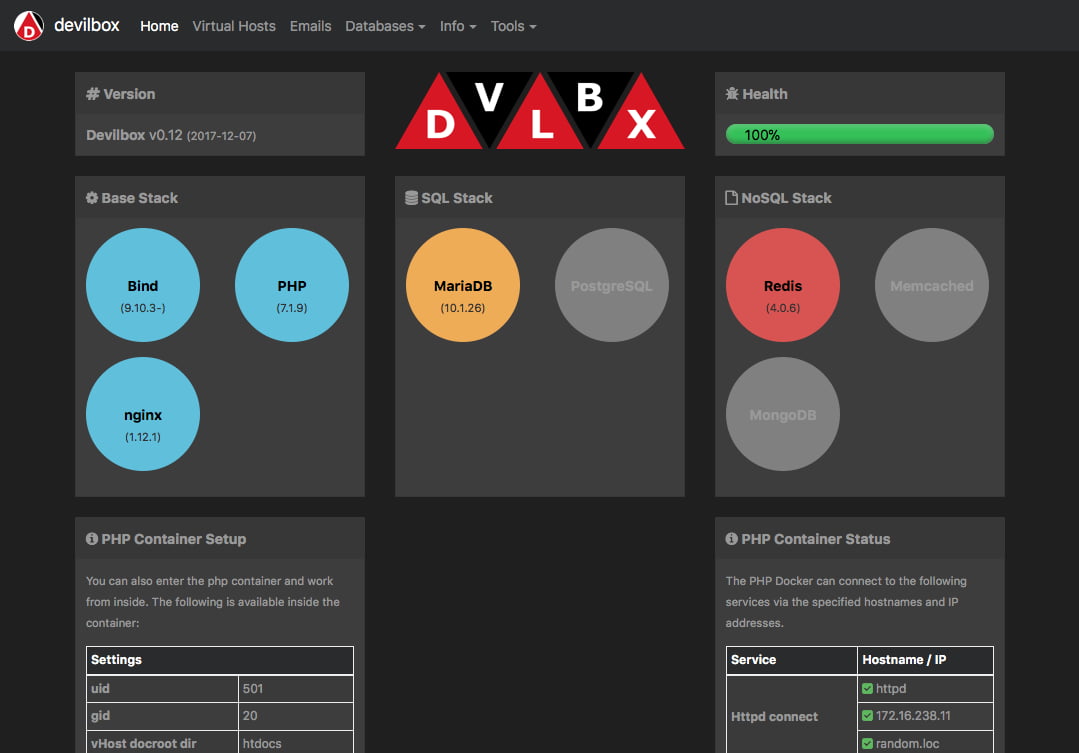 D devilbox Home Virtual Hosts Emails Databases Info Tools
Version
Devilbox v0.12 (2017-12-07)
D V L B X
Health
100%
Base Stack
Bind
(9.10.3-)
PHP
(7.1.9)
nginx
(1.12.1)
SQL Stack
MariaDB
(10.1.26)
PostgreSQL
NoSQL Stack
Redis
(4.0.6)
Memcached
MongoDB
PHP Container Setup
You can also enter the php container and work
from inside. The following is available inside the
container:
Settings
uid 501
gid 20
vHost docroot dir htdocs
PHP Container Status
The PHP Docker can connect to the following
services via the specified hostnames and IP
addresses.
Service Hostname / IP
Httpd connect
httpd
172.16.238.11
random.loc